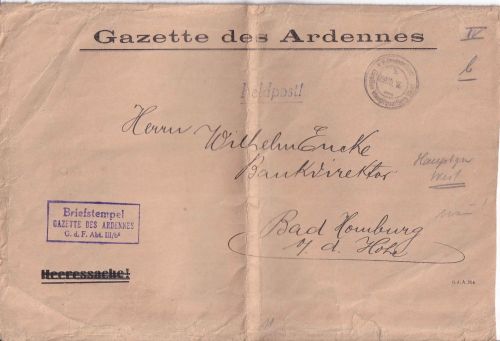 Gazette des Ardennes
IV
b
Feldpost!
Herrn Wilhelm Encke
Bankdirektor
Bad Homburg
v. d. Höhe
Briefstempel
GAZETTE DES ARDENNES
G. d. F. Abt. III/b
Heeressache!